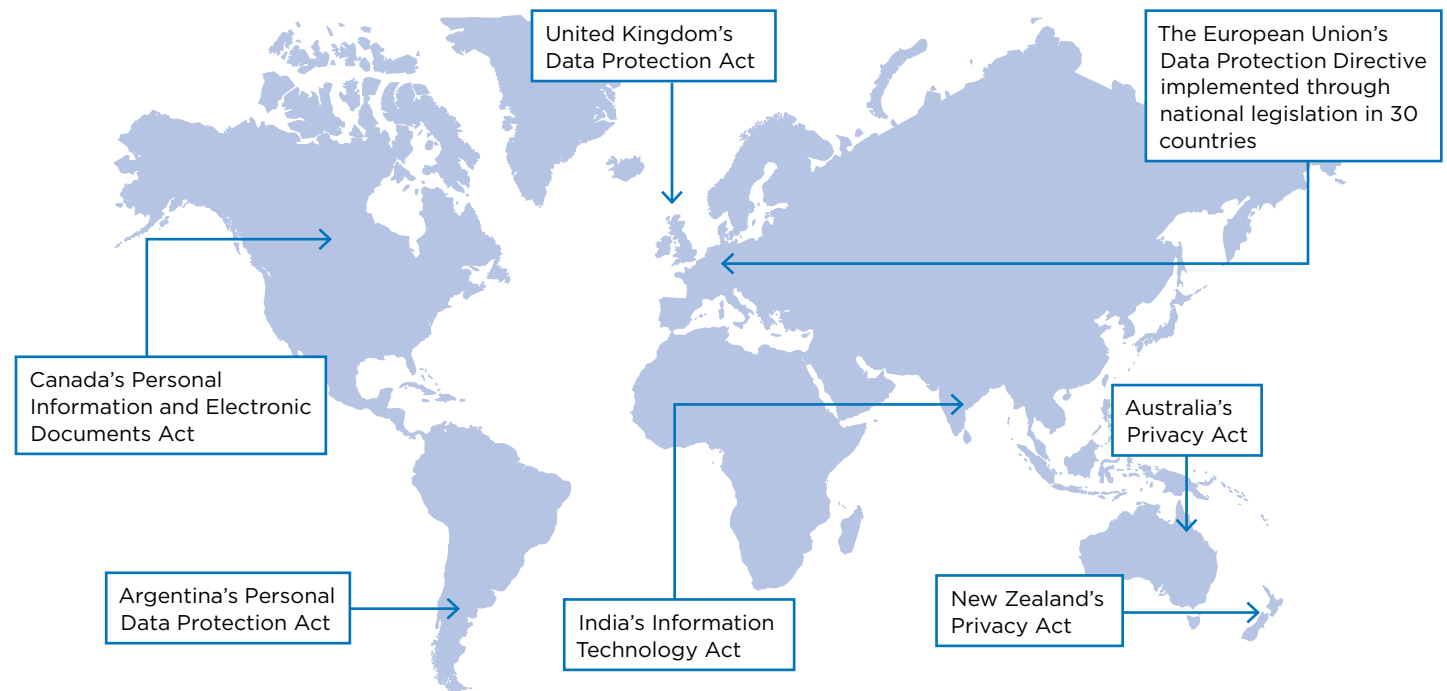 United Kingdom's
Data Protection Act
The European Union's
Data Protection Directive
implemented through
national legislation in 30
countries
Canada's Personal
Information and Electronic
Documents Act
Australia's
Privacy Act
Argentina's Personal
Data Protection Act
India's Information
Technology Act
New Zealand's
Privacy Act